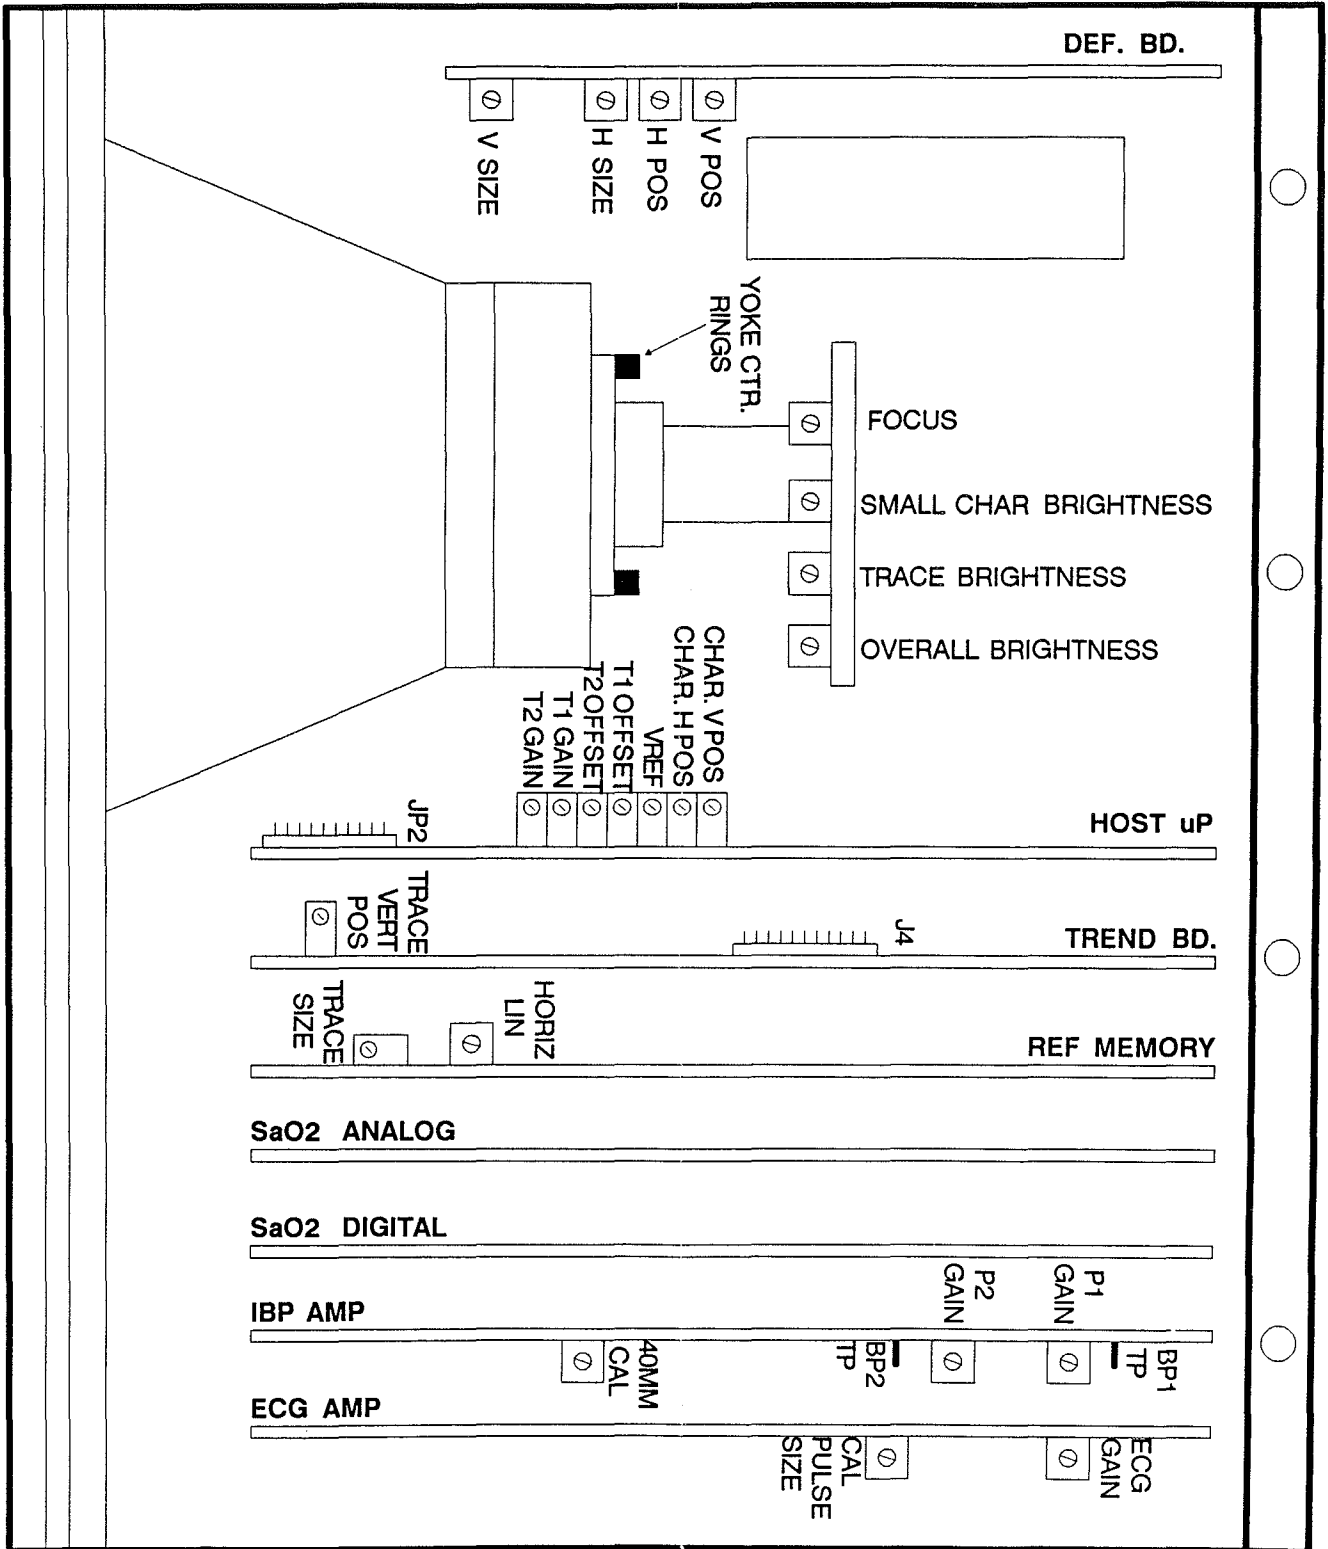 DEF. BD.
V SIZE
H SIZE
H POS
V POS
YOKE CTR.
RINGS
FOCUS
SMALL CHAR BRIGHTNESS
TRACE BRIGHTNESS
OVERALL BRIGHTNESS
CHAR. V POS
CHAR. H POS
VREF
T1 OFFSET
T2 OFFSET
T1 GAIN
T2 GAIN
JP2
HOST uP
TRACE
VERT
POS
J4
TREND BD.
TRACE
SIZE
HORIZ
LIN
REF MEMORY
SaO2 ANALOG
SaO2 DIGITAL
P2
GAIN
P1
GAIN
IBP AMP
40MM
CAL
BP2
TP
BP1
TP
ECG AMP
CAL
PULSE
SIZE
ECG
GAIN